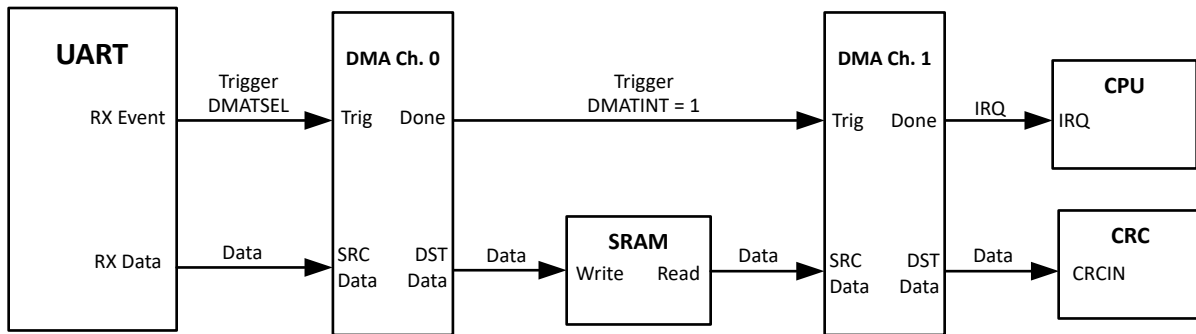 UART
RX Event
RX Data
Trigger
DMATSEL
Data
DMA Ch. 0
Trig Done
SRC DST
Data Data
Trigger
DMATINT = 1
Data
SRAM
Write Read
Data
DMA Ch. 1
Trig Done
SRC DST
Data Data
IRQ
CPU
IRQ
Data
CRC
CRCIN